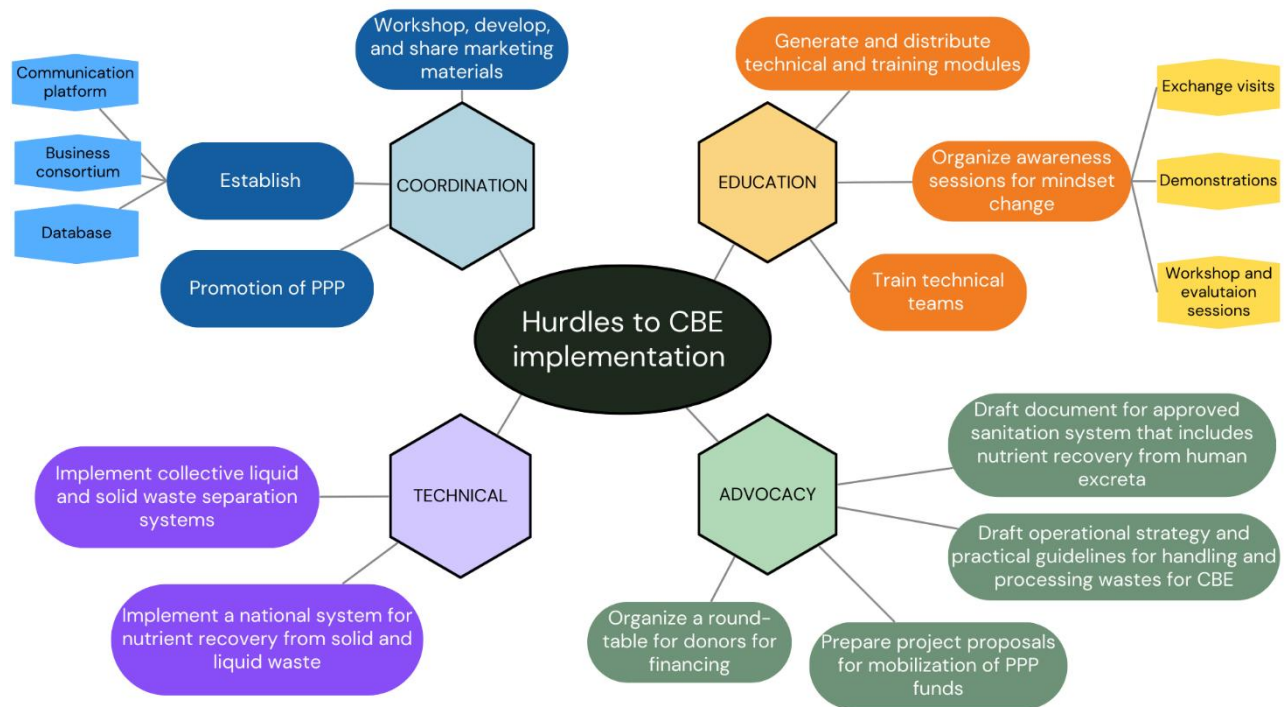 Workshop, develop,
and share marketing
materials
Communication
platform
Business
consortium
Database
Establish
Promotion of PPP
COORDINATION
Generate and distribute
technical and training modules
EDUCATION
Organize awareness
sessions for mindset
change
Train technical
teams
Exchange visits
Demonstrations
Workshop and
evalutaion
sessions
Hurdles to CBE
implementation
TECHNICAL
Implement collective liquid
and solid waste separation
systems
Implement a national system for
nutrient recovery from solid and
liquid waste
ADVOCACY
Draft document for approved
sanitation system that includes
nutrient recovery from human
excreta
Draft operational strategy and
practical guidelines for handling and
processing wastes for CBE
Organize a round-
table for donors for
financing
Prepare project proposals
for mobilization of PPP
funds